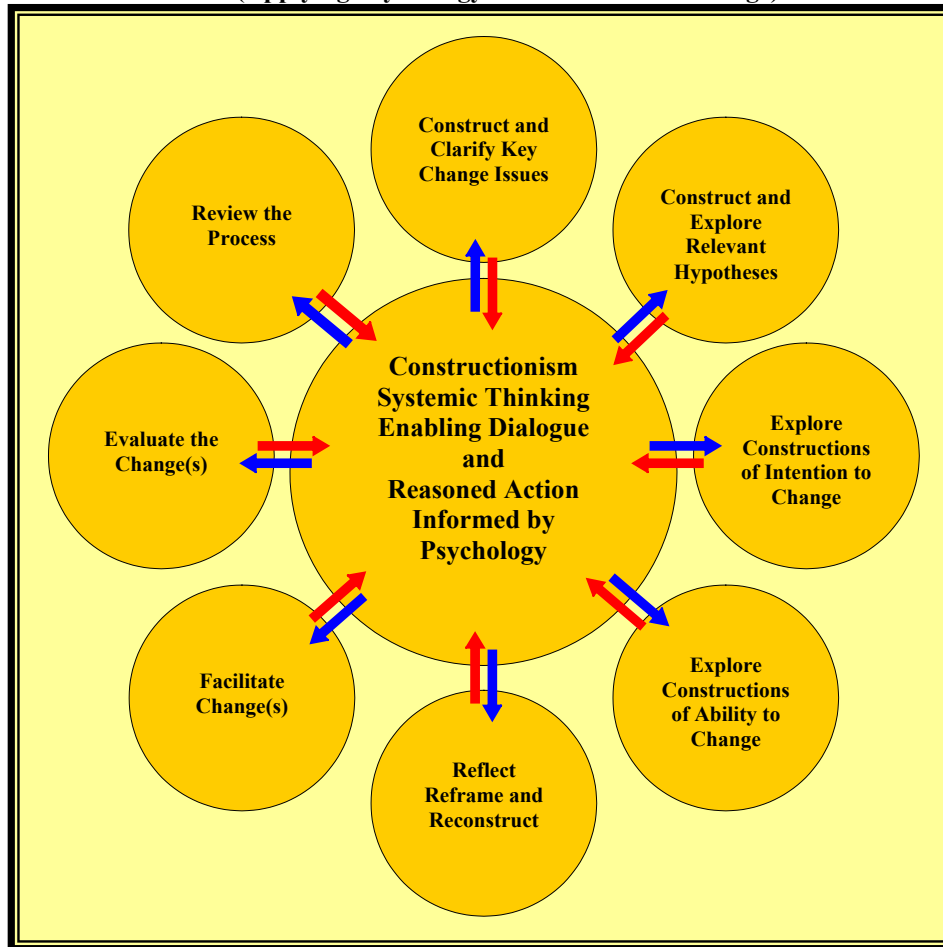 Construct and
Clarify Key
Change Issues
Construct and
Explore
Relevant
Hypotheses
Explore
Constructions
of Intention to
Change
Explore
Constructions
of Ability to
Change
Reflect
Reframe and
Reconstruct
Facilitate
Change(s)
Evaluate the
Change(s)
Review the
Process
Constructionism
Systemic Thinking
Enabling Dialogue
and
Reasoned Action
Informed by
Psychology